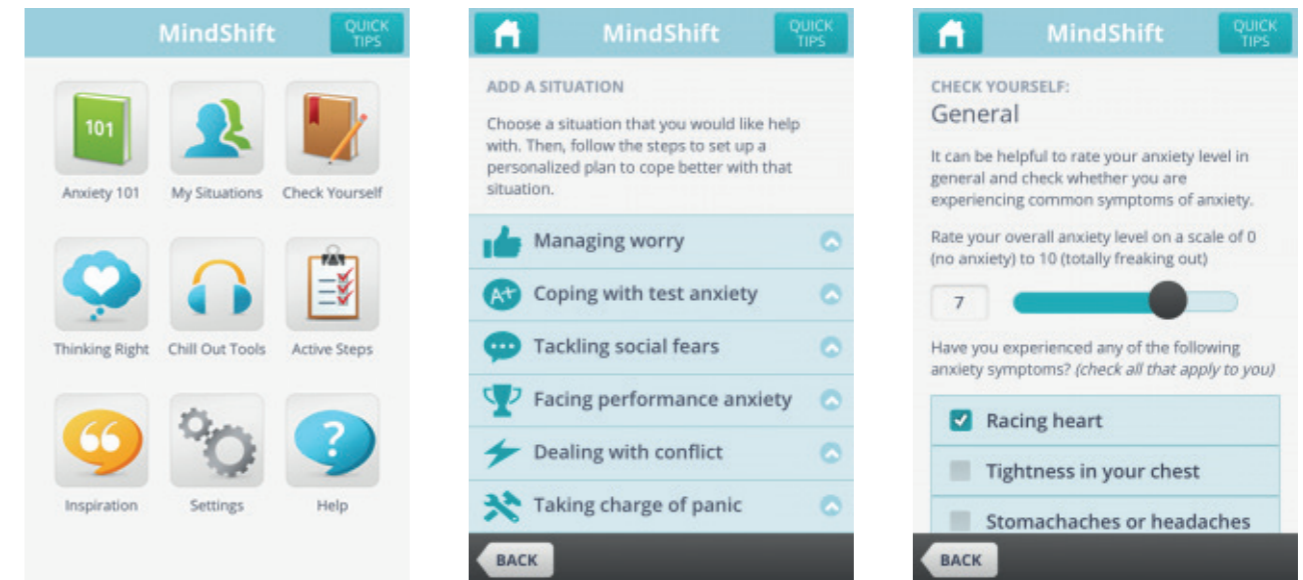 MindShift
QUICK
TIPS
101
Anxiety 101
My Situations
Check Yourself
Thinking Right
Chill Out Tools
Active Steps
Inspiration
Settings
?
Help
MindShift
QUICK
TIPS
ADD A SITUATION
Choose a situation that you would like help
with. Then, follow the steps to set up a
personalized plan to cope better with that
situation.
Managing worry
A+
Coping with test anxiety
Tackling social fears
Facing performance anxiety
Dealing with conflict
Taking charge of panic
BACK
MindShift
QUICK
TIPS
CHECK YOURSELF:
General
It can be helpful to rate your anxiety level in
general and check whether you are
experiencing common symptoms of anxiety.
Rate your overall anxiety level on a scale of 0
(no anxiety) to 10 (totally freaking out)
7
Have you experienced any of the following
anxiety symptoms? (check all that apply to you)
Racing heart
Tightness in your chest
Stomachaches or headaches
BACK